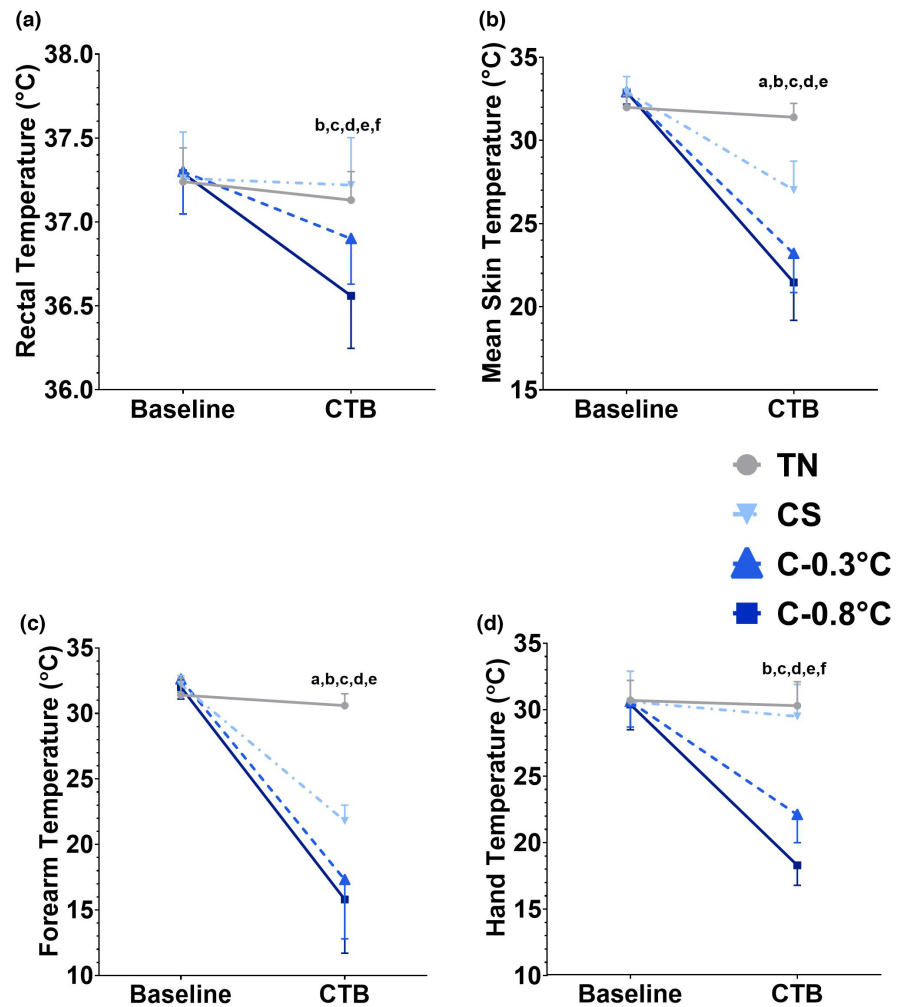 (a)
Rectal Temperature (°C)
38.0
37.5
37.0
36.5
36.0
b,c,d,e,f
Baseline
CTB
(b)
Mean Skin Temperature (°C)
35
30
25
20
15
a,b,c,d,e
Baseline
CTB
TN
CS
C-0.3°C
C-0.8°C
(c)
Forearm Temperature (°C)
35
30
25
20
15
10
a,b,c,d,e
Baseline
CTB
(d)
Hand Temperature (°C)
35
30
25
20
15
10
b,c,d,e,f
Baseline
CTB